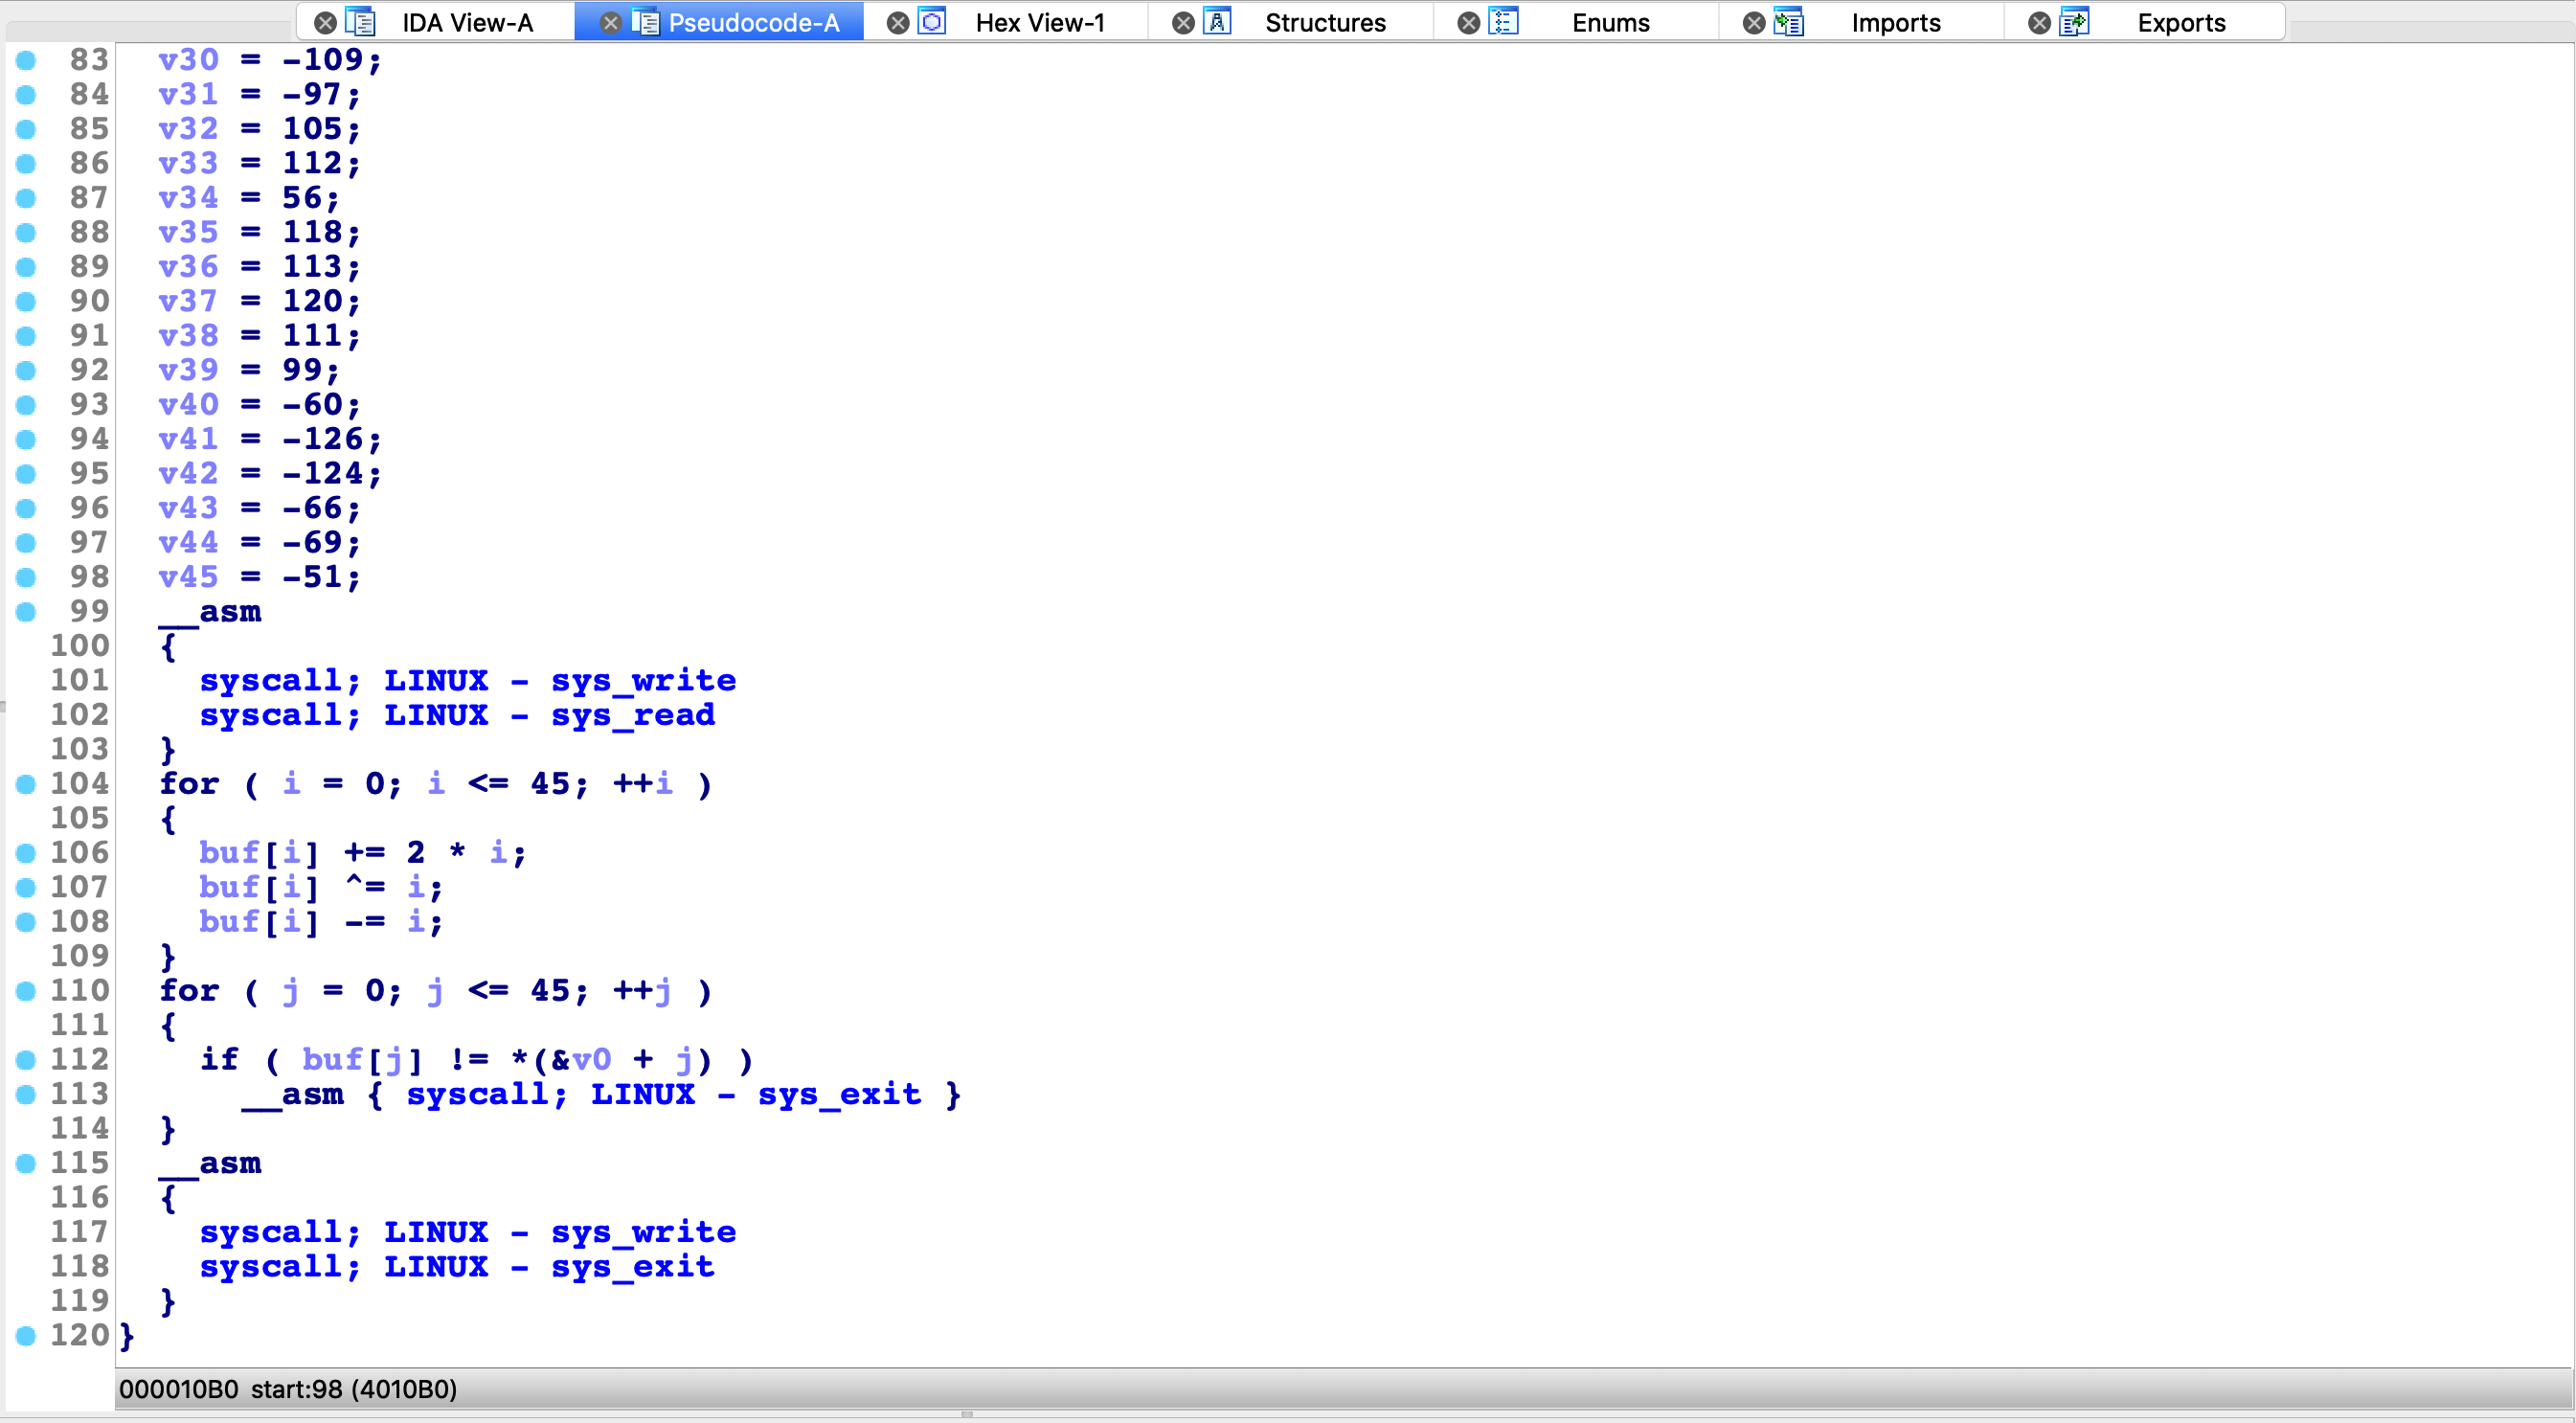 IDA View-A Pseudocode-A Hex View-1 Structures Enums Imports Exports
83 v30 = -109;
84 v31 = -97;
85 v32 = 105;
86 v33 = 112;
87 v34 = 56;
88 v35 = 118;
89 v36 = 113;
90 v37 = 120;
91 v38 = 111;
92 v39 = 99;
93 v40 = -60;
94 v41 = -126;
95 v42 = -124;
96 v43 = -66;
97 v44 = -69;
98 v45 = -51;
99 __asm
100 {
101 syscall; LINUX - sys_write
102 syscall; LINUX - sys_read
103 }
104 for ( i = 0; i <= 45; ++i )
105 {
106 buf[i] += 2 * i;
107 buf[i] ^= i;
108 buf[i] -= i;
109 }
110 for ( j = 0; j <= 45; ++j )
111 {
112 if ( buf[j] != *(&v0 + j) )
113 __asm { syscall; LINUX - sys_exit }
114 }
115 __asm
116 {
117 syscall; LINUX - sys_write
118 syscall; LINUX - sys_exit
119 }
120 }
000010B0 start:98 (4010B0)